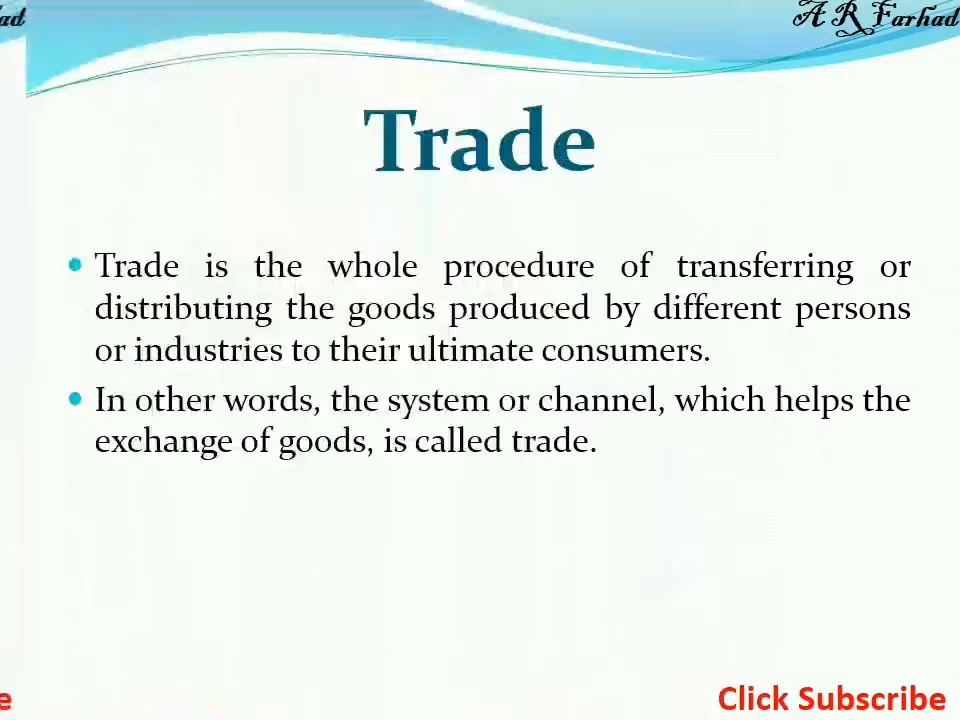 ad
A R Farhad
Trade
Trade is the whole procedure of transferring or
distributing the goods produced by different persons
or industries to their ultimate consumers.
In other words, the system or channel, which helps the
exchange of goods, is called trade.
e
Click Subscribe